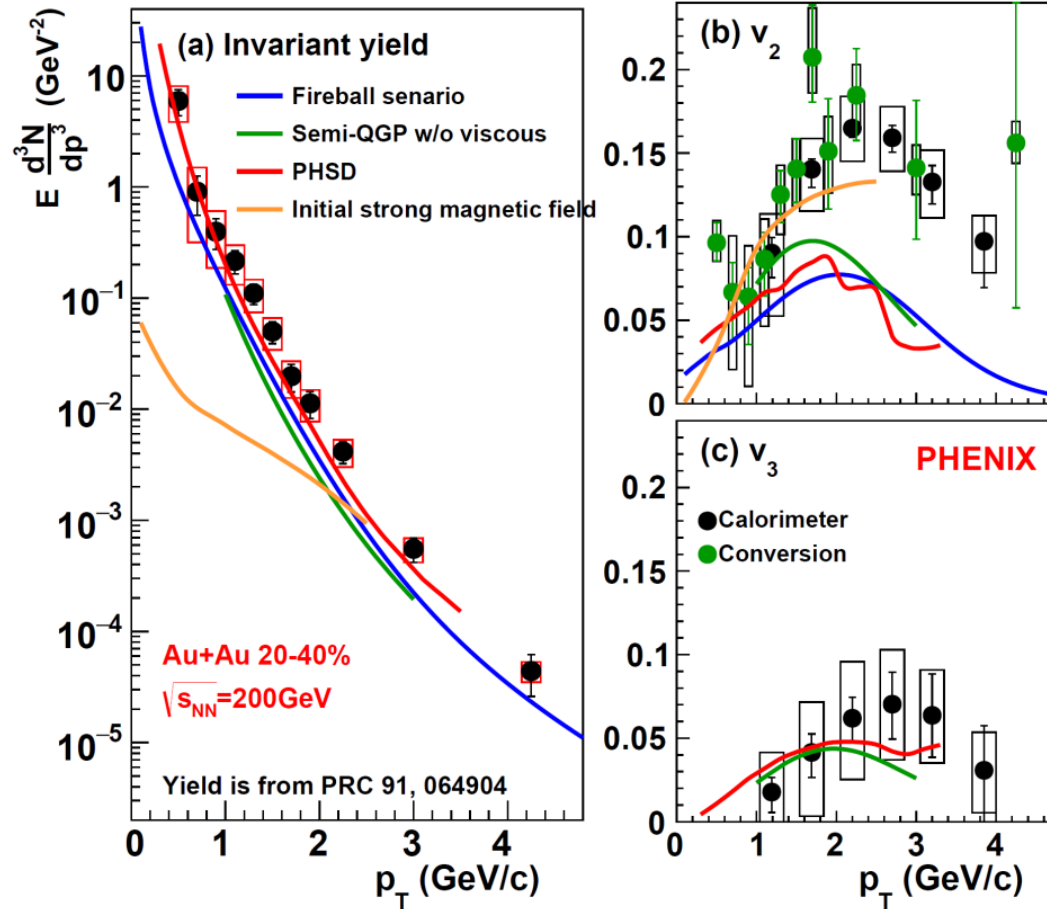 (a) Invariant yield
Fireball senario
Semi-QGP w/o viscous
PHSD
Initial strong magnetic field
E d³N/dp³ (GeV⁻²)
10
1
10⁻¹
10⁻²
10⁻³
10⁻⁴
10⁻⁵
Au+Au 20-40%
√s_NN=200GeV
Yield is from PRC 91, 064904
0 1 2 3 4
p_T (GeV/c)
(b) v₂
0.2
0.15
0.1
0.05
0
(c) v₃
PHENIX
Calorimeter
Conversion
0.2
0.15
0.1
0.05
0
0 1 2 3 4
p_T (GeV/c)